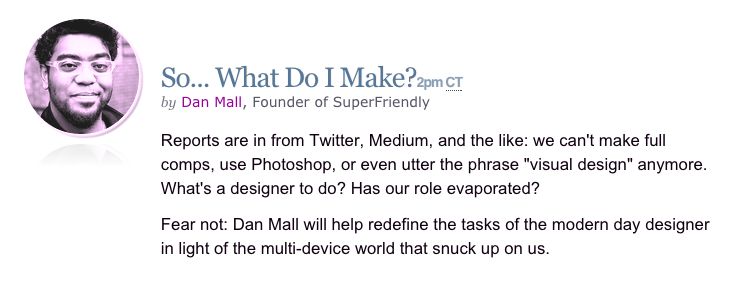 So... What Do I Make?2pm CT
by Dan Mall, Founder of SuperFriendly
Reports are in from Twitter, Medium, and the like: we can't make full
comps, use Photoshop, or even utter the phrase "visual design" anymore.
What's a designer to do? Has our role evaporated?
Fear not: Dan Mall will help redefine the tasks of the modern day designer
in light of the multi-device world that snuck up on us.